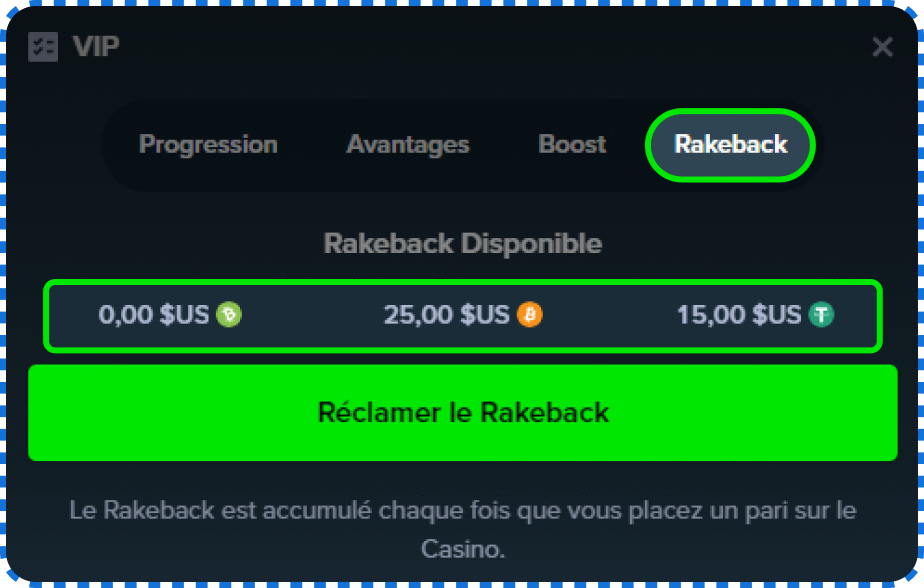 VIP
Progression Avantages Boost Rakeback
Rakeback Disponible
0,00 $US 25,00 $US 15,00 $US
Réclamer le Rakeback
Le Rakeback est accumulé chaque fois que vous placez un pari sur le
Casino.